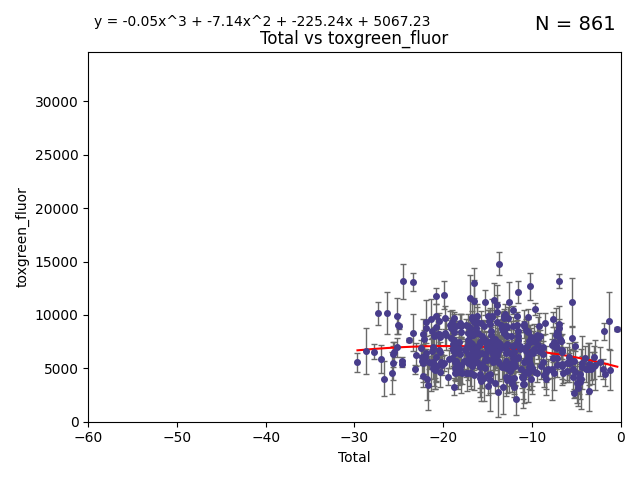 y = -0.05x^3 + -7.14x^2 + -225.24x + 5067.23
N = 861
Total vs toxgreen_fluor
toxgreen_fluor
30000
25000
20000
15000
10000
5000
0
−60
−50
−40
−30
−20
−10
0
Total